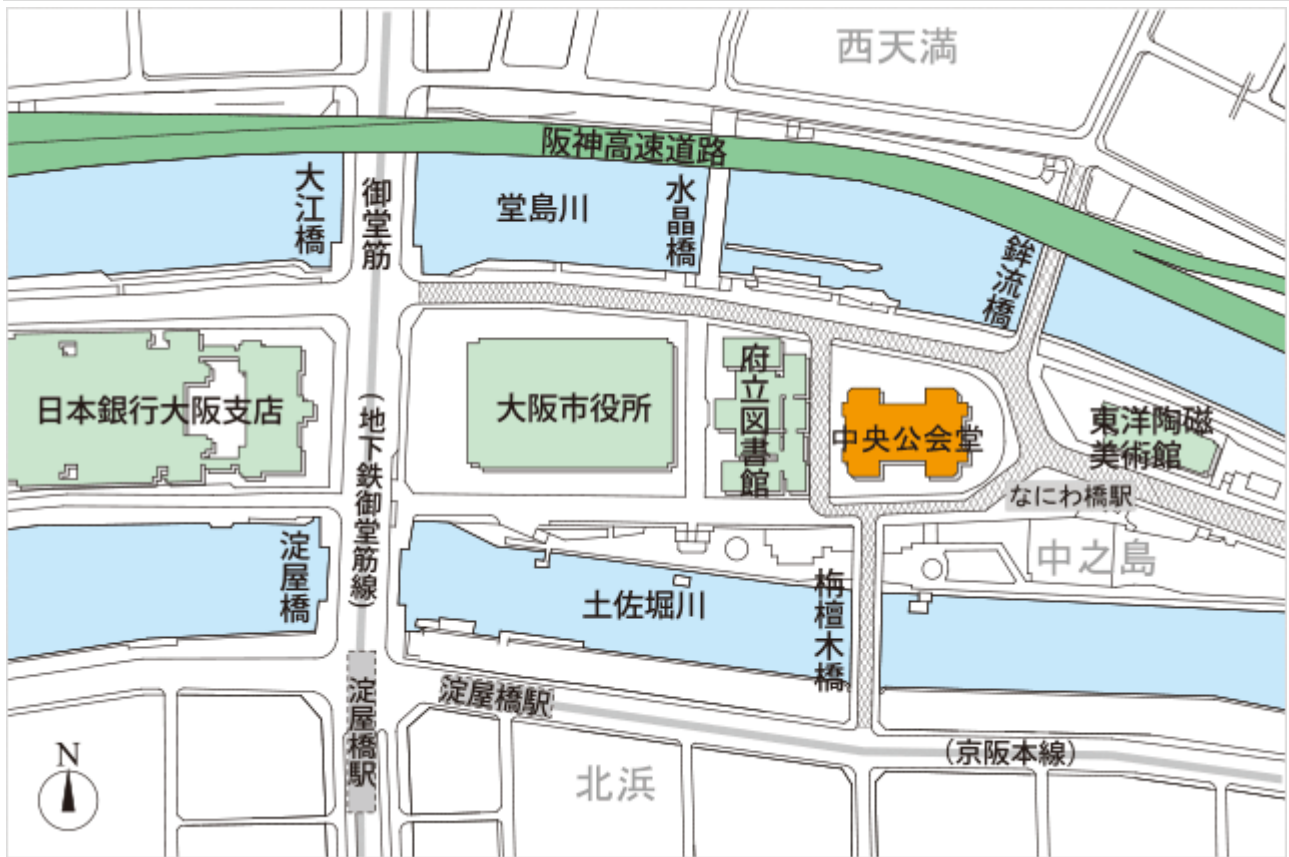 西天満
阪神高速道路
大江橋
御堂筋
堂島川
水晶橋
鉾流橋
日本銀行大阪支店
(地下鉄御堂筋線)
大阪市役所
府立図書館
中央公会堂
東洋陶磁
美術館
なにわ橋駅
中之島
淀屋橋
土佐堀川
栴檀木橋
淀屋橋駅
淀屋橋駅
(京阪本線)
北浜
N